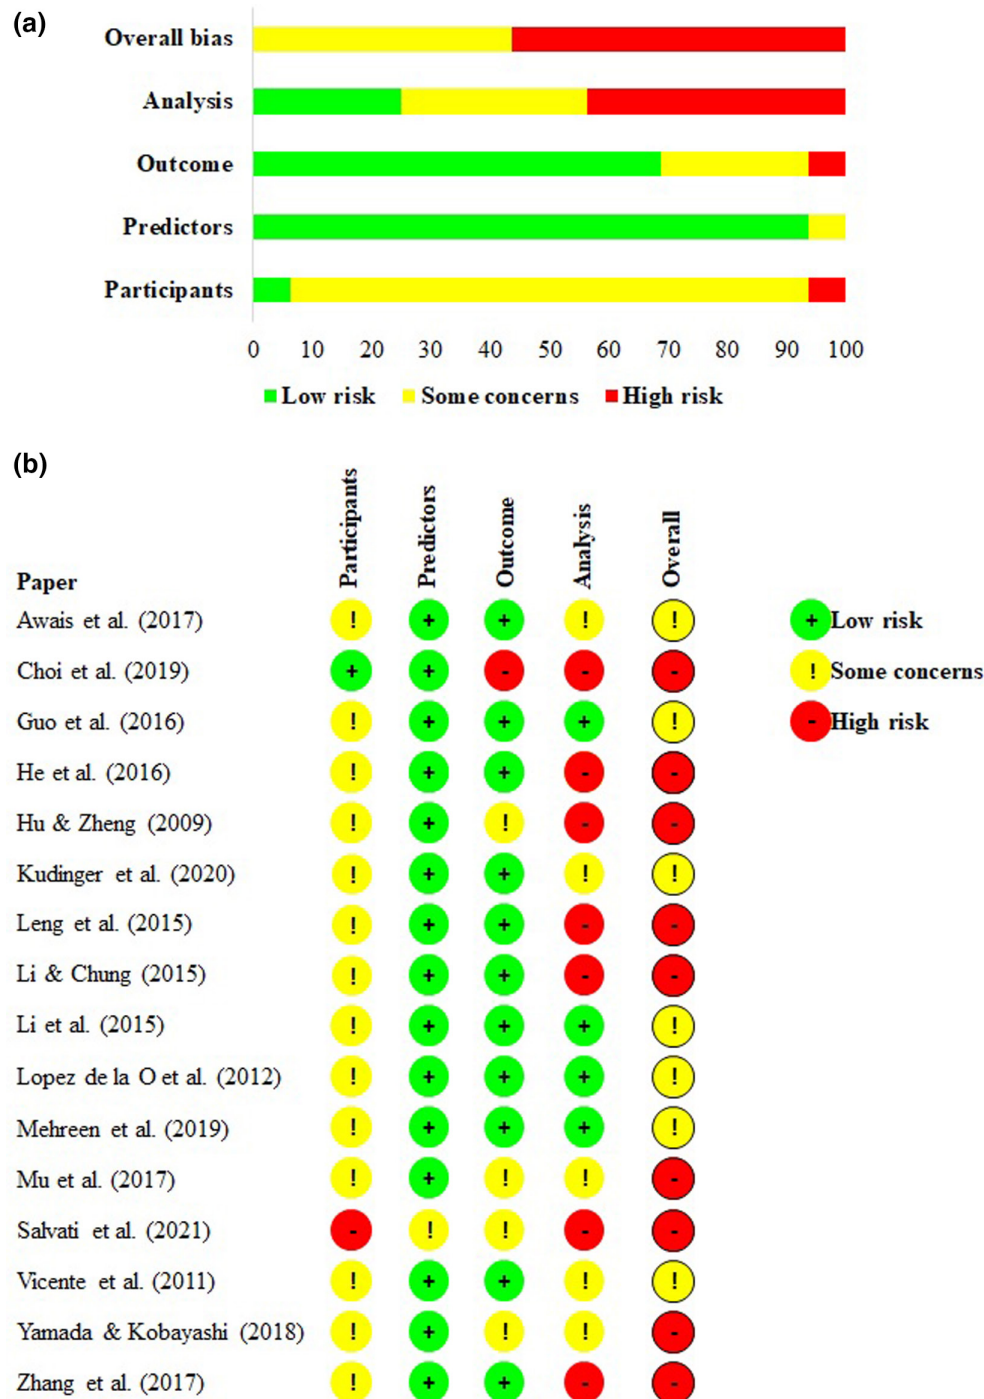 (a)
Overall bias
Analysis
Outcome
Predictors
Participants
0 10 20 30 40 50 60 70 80 90 100
Low risk Some concerns High risk
(b)
Paper Participants Predictors Outcome Analysis Overall
Awais et al. (2017) ! + + ! !
Choi et al. (2019) + + - - -
Guo et al. (2016) ! + + + !
He et al. (2016) ! + + - -
Hu & Zheng (2009) ! + ! - -
Kudinger et al. (2020) ! + + ! !
Leng et al. (2015) ! + + - -
Li & Chung (2015) ! + + - -
Li et al. (2015) ! + + + !
Lopez de la O et al. (2012) ! + + + !
Mehreen et al. (2019) ! + + + !
Mu et al. (2017) ! + ! ! -
Salvati et al. (2021) - ! ! - -
Vicente et al. (2011) ! + + ! !
Yamada & Kobayashi (2018) ! + ! ! -
Zhang et al. (2017) ! + + - -
+ Low risk
! Some concerns
- High risk